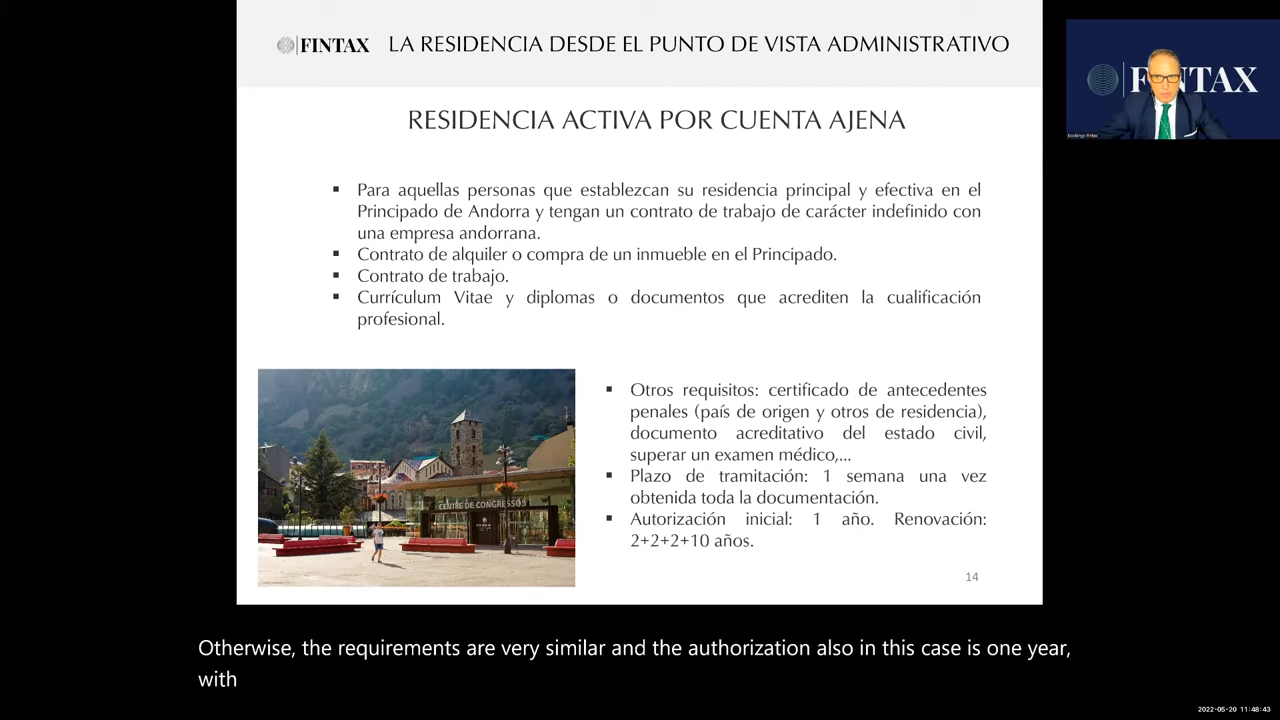 FINTAX LA RESIDENCIA DESDE EL PUNTO DE VISTA ADMINISTRATIVO
FINTAX
RESIDENCIA ACTIVA POR CUENTA AJENA
▪ Para aquellas personas que establezcan su residencia principal y efectiva en el
Principado de Andorra y tengan un contrato de trabajo de carácter indefinido con
una empresa andorrana.
▪ Contrato de alquiler o compra de un inmueble en el Principado.
▪ Contrato de trabajo.
▪ Currículum Vitae y diplomas o documentos que acrediten la cualificación
profesional.
CENTRE DE CONGRESSOS
▪ Otros requisitos: certificado de antecedentes
penales (país de origen y otros de residencia),
documento acreditativo del estado civil,
superar un examen médico,...
▪ Plazo de tramitación: 1 semana una vez
obtenida toda la documentación.
▪ Autorización inicial: 1 año. Renovación:
2+2+2+10 años.
14
Otherwise, the requirements are very similar and the authorization also in this case is one year,
with
2022-05-20 11:48:43